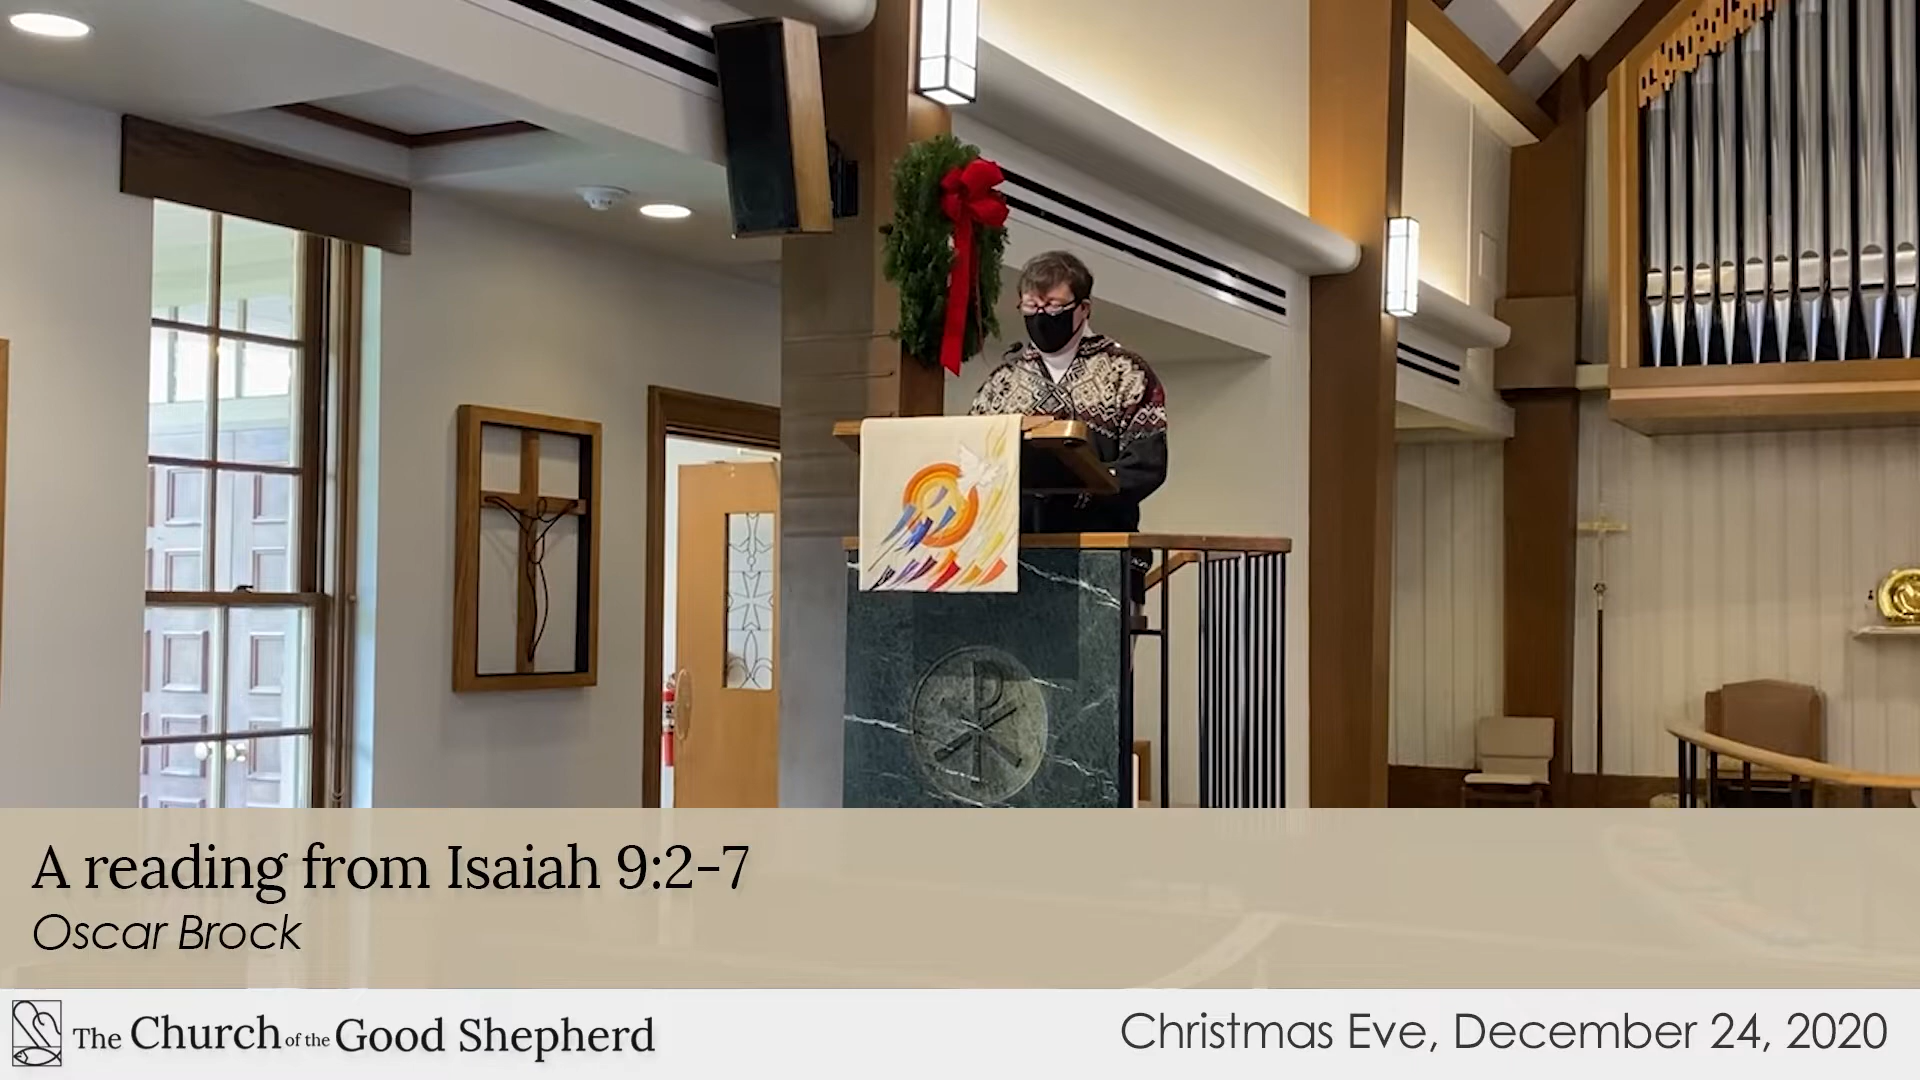 A reading from Isaiah 9:2-7
Oscar Brock
The Church of the Good Shepherd
Christmas Eve, December 24, 2020